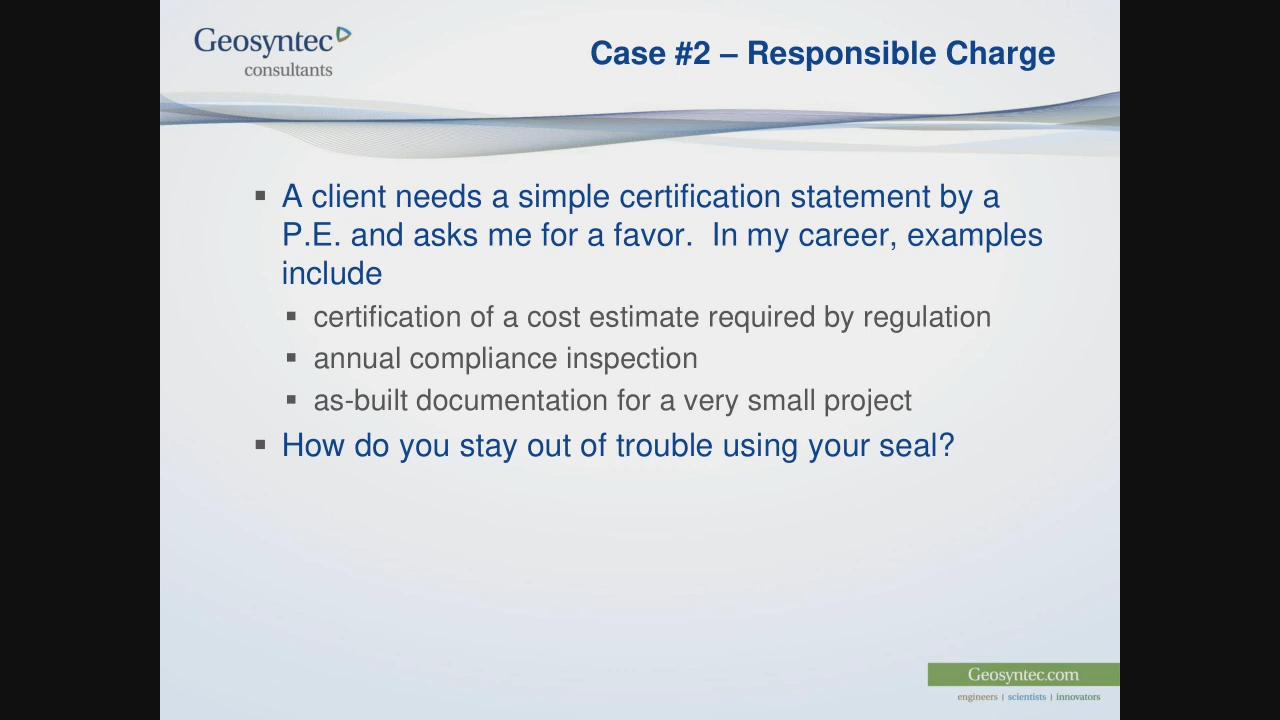 Geosyntec
consultants
Case #2 – Responsible Charge
▪ A client needs a simple certification statement by a
P.E. and asks me for a favor.  In my career, examples
include
▪ certification of a cost estimate required by regulation
▪ annual compliance inspection
▪ as-built documentation for a very small project
▪ How do you stay out of trouble using your seal?
Geosyntec.com
engineers | scientists | innovators